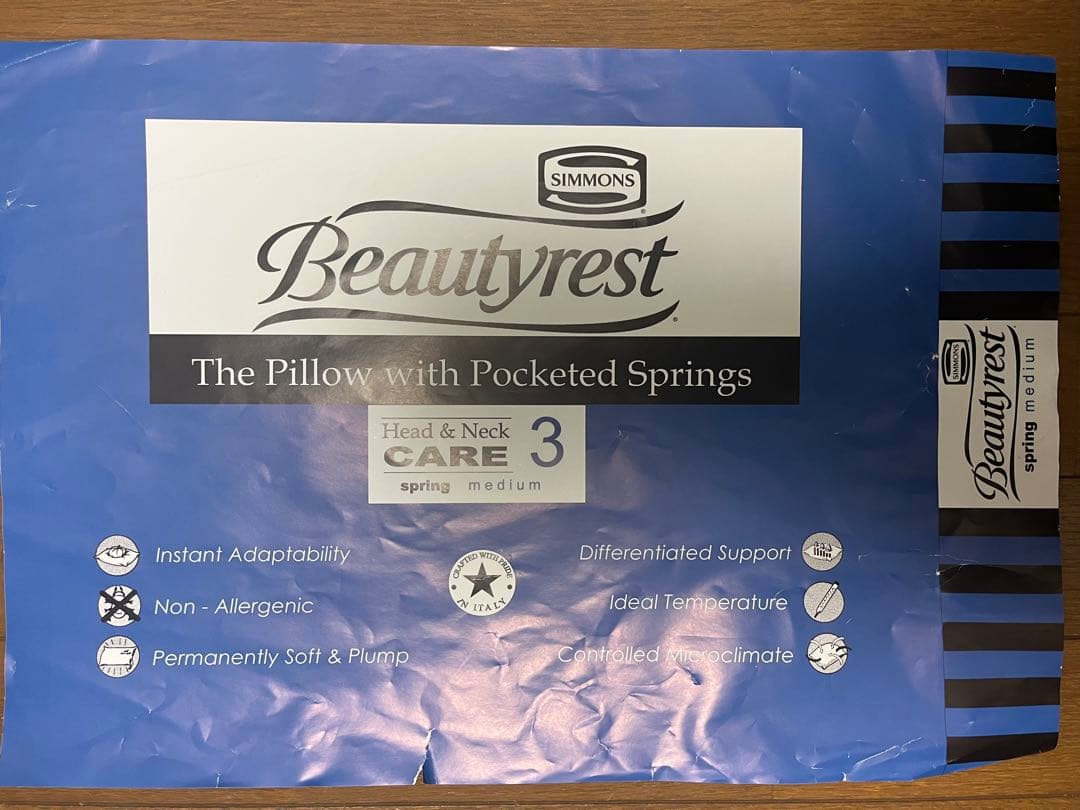 SIMMONS
®
Beautyrest
®
The Pillow with Pocketed Springs
Head & Neck
CARE 3
spring medium
Instant Adaptability
Non - Allergenic
Permanently Soft & Plump
CRAFTED WITH PRIDE
IN ITALY
Differentiated Support
Ideal Temperature
Controlled Microclimate
SIMMONS
Beautyrest
spring medium